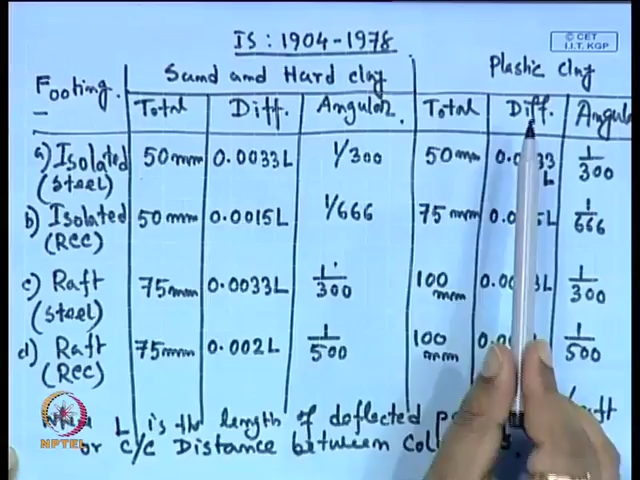 IS : 1904-1978
© CET
I.I.T. KGP
Footing. Sand and Hard clay Plastic clay
Total Diff. Angular. Total Diff. Angula
a) Isolated (Steel) 50mm 0.0033L 1/300 50mm L 1/300
b) Isolated (RCC) 50mm 0.0015L 1/666 75mm 1/666
c) Raft (Steel) 75mm 0.0033L 1/300 100 mm 1/300
d) Raft (RCC) 75mm 0.002L 1/500 100 mm 1/500
L is the length of deflected
or c/c Distance between
NPTEL